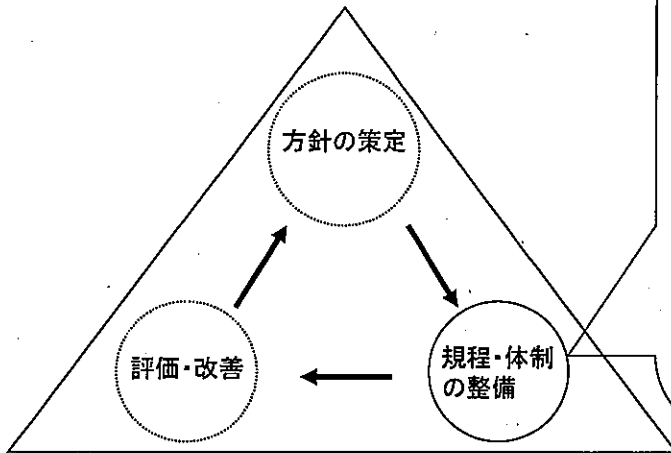 方針の策定
評価・改善
規程・体制
の整備